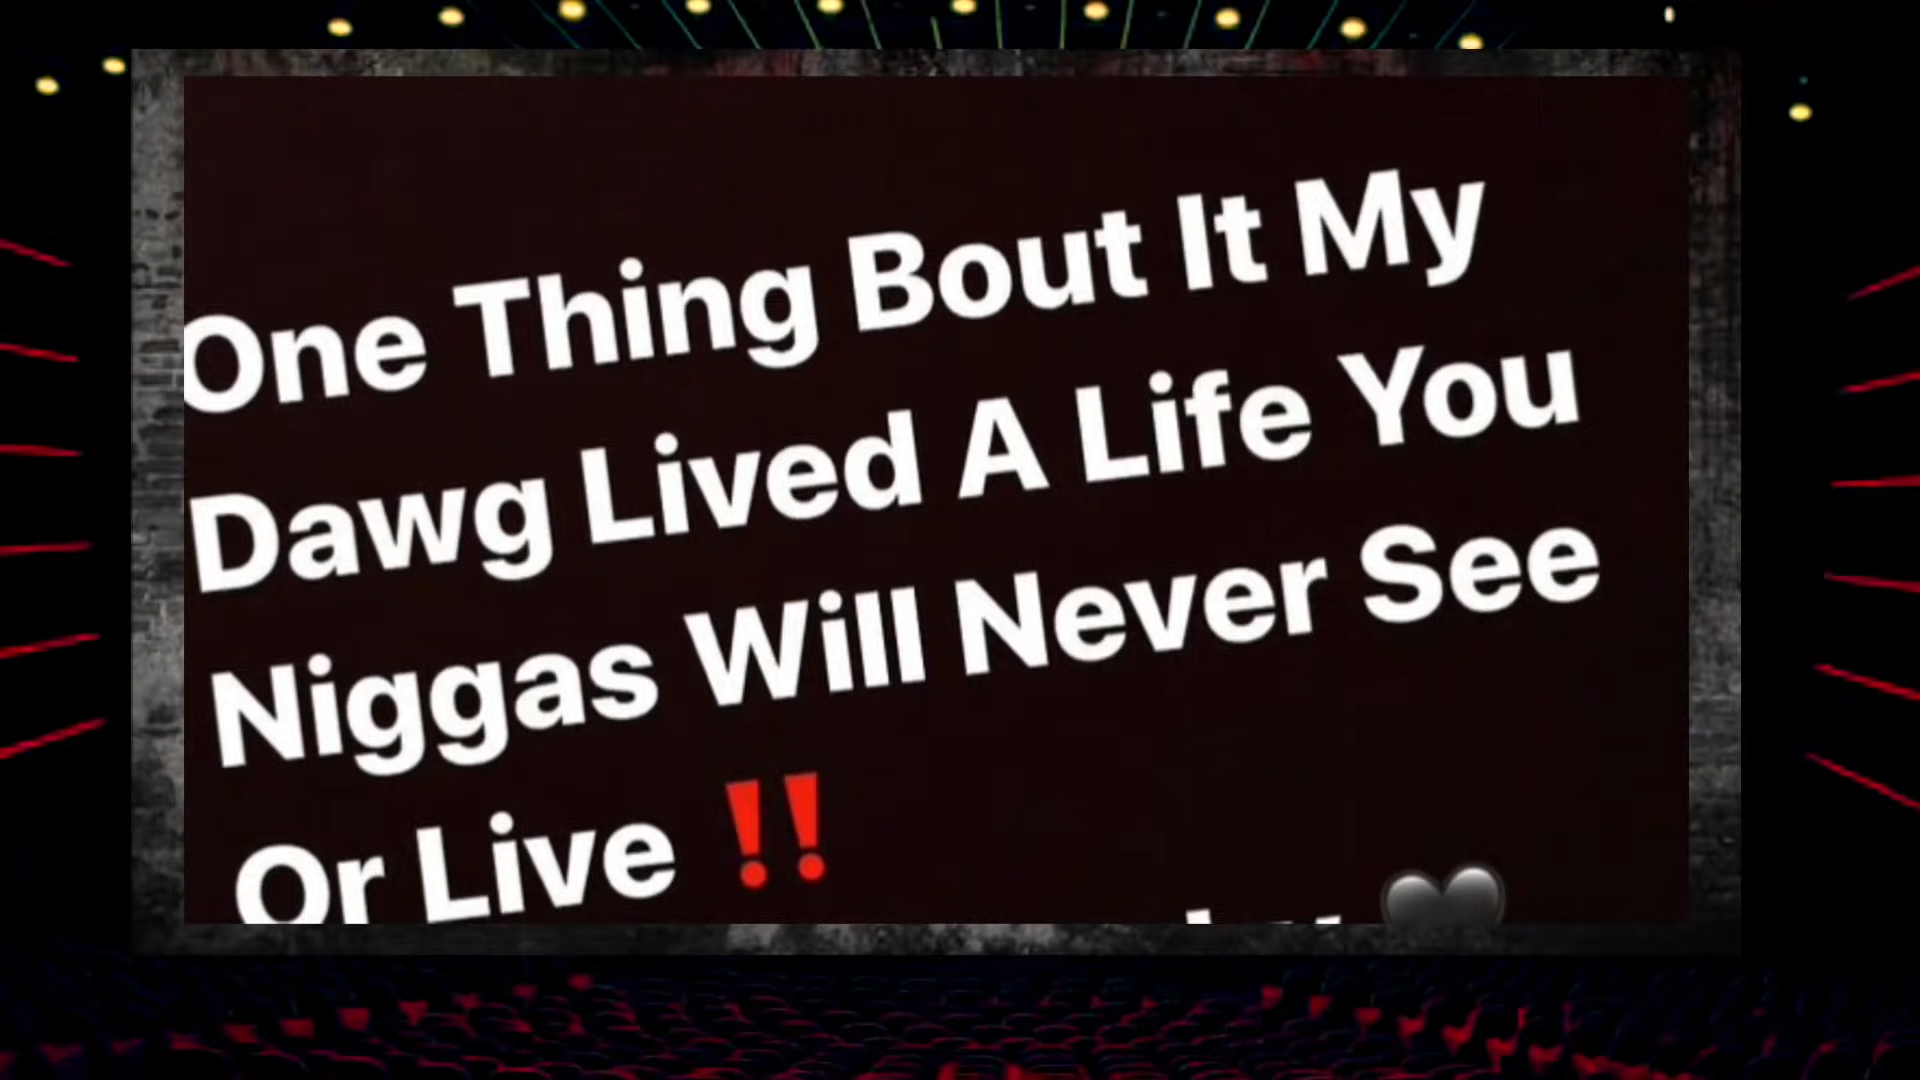 One Thing Bout It My
Dawg Lived A Life You
Niggas Will Never See
Or Live ‼️
🖤